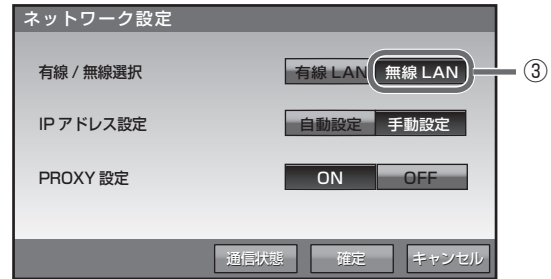 ネットワーク設定
有線 / 無線選択 有線 LAN 無線 LAN ③
IP アドレス設定 自動設定 手動設定
PROXY 設定 ON OFF
通信状態 確定 キャンセル